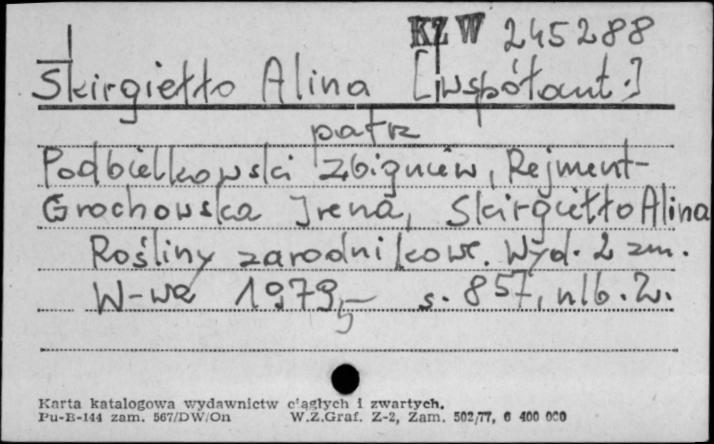 KZ W 245288
Skirgiełło Alina [współaut.]
patrz
Podbielkowski Zbigniew, Rejment-
Grochowska Irena, Skirgiełło Alina
Rośliny zarodnikowe. Wyd. 2 zm.
W-wa 1979, s. 857, nlb. 2.
Karta katalogowa wydawnictw ciągłych i zwartych.
Pu-B-144 zam. 567/DW/On W.Z.Graf. Z-2, Zam. 502/77, 6 400 000